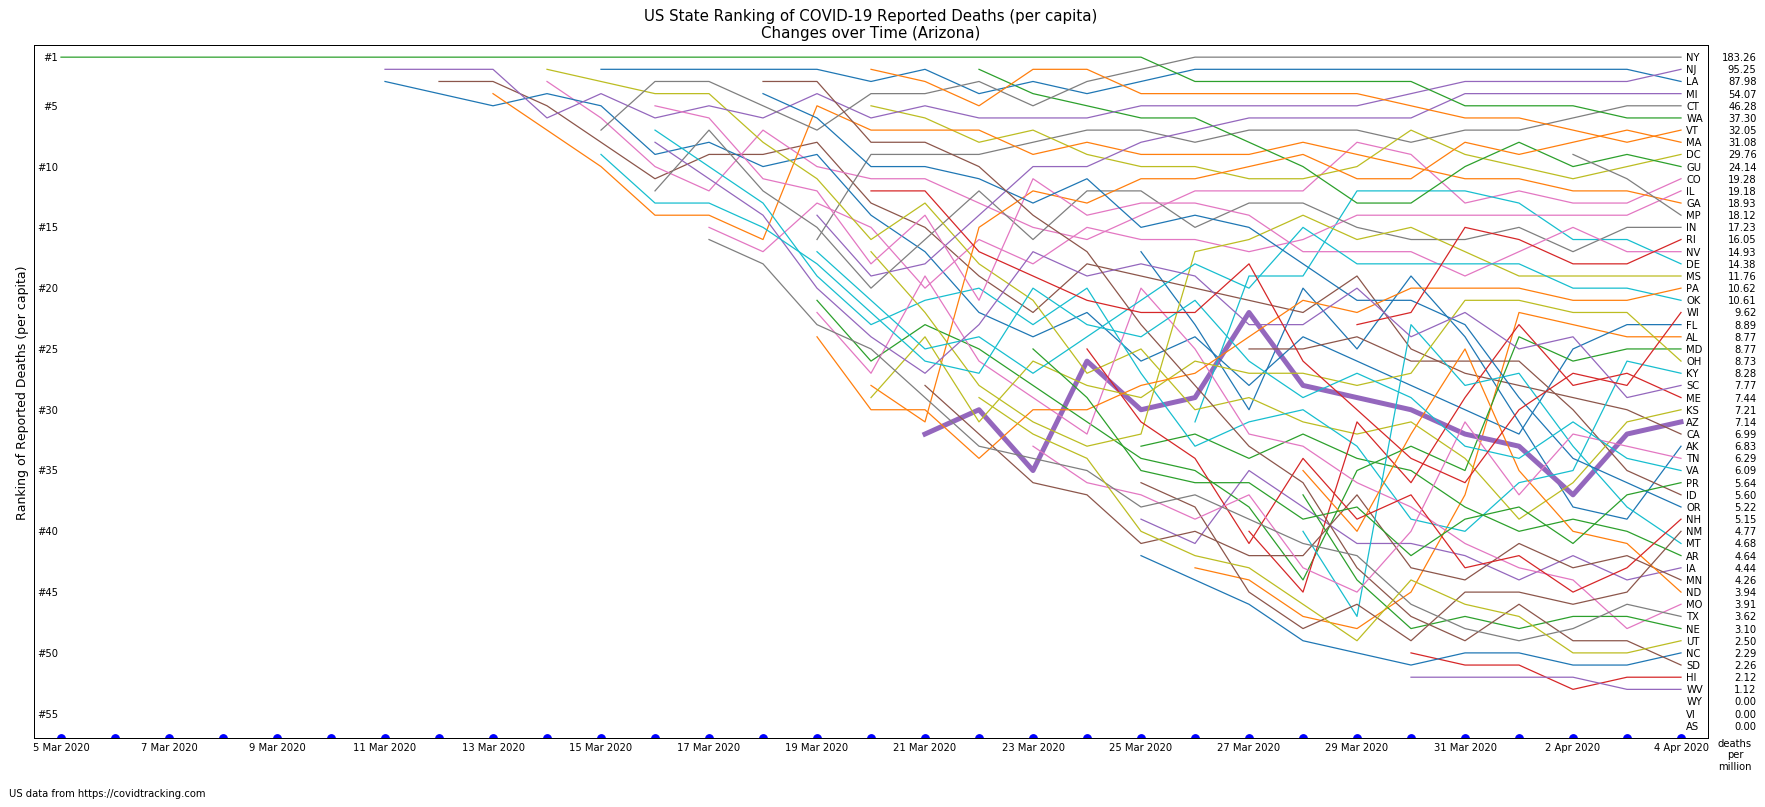 US State Ranking of COVID-19 Reported Deaths (per capita)
Changes over Time (Arizona)
Ranking of Reported Deaths (per capita)
#1
#5
#10
#15
#20
#25
#30
#35
#40
#45
#50
#55
NY 183.26
NJ 95.25
LA 87.98
MI 54.07
CT 46.28
WA 37.30
VT 32.05
MA 31.08
DC 29.76
GU 24.14
CO 19.28
IL 19.18
GA 18.93
MP 18.12
IN 17.23
RI 16.05
NV 14.93
DE 14.38
MS 11.76
PA 10.62
OK 10.61
WI 9.62
FL 8.89
AL 8.77
MD 8.77
OH 8.73
KY 8.28
SC 7.77
ME 7.44
KS 7.21
AZ 7.14
CA 6.99
AK 6.83
TN 6.29
VA 6.09
PR 5.64
ID 5.60
OR 5.22
NH 5.15
NM 4.77
MT 4.68
AR 4.64
IA 4.44
MN 4.26
ND 3.94
MO 3.91
TX 3.62
NE 3.10
UT 2.50
NC 2.29
SD 2.26
HI 2.12
WV 1.12
WY 0.00
VI 0.00
AS 0.00
5 Mar 2020 7 Mar 2020 9 Mar 2020 11 Mar 2020 13 Mar 2020 15 Mar 2020 17 Mar 2020 19 Mar 2020 21 Mar 2020 23 Mar 2020 25 Mar 2020 27 Mar 2020 29 Mar 2020 31 Mar 2020 2 Apr 2020 4 Apr 2020
deaths
per
million
US data from https://covidtracking.com